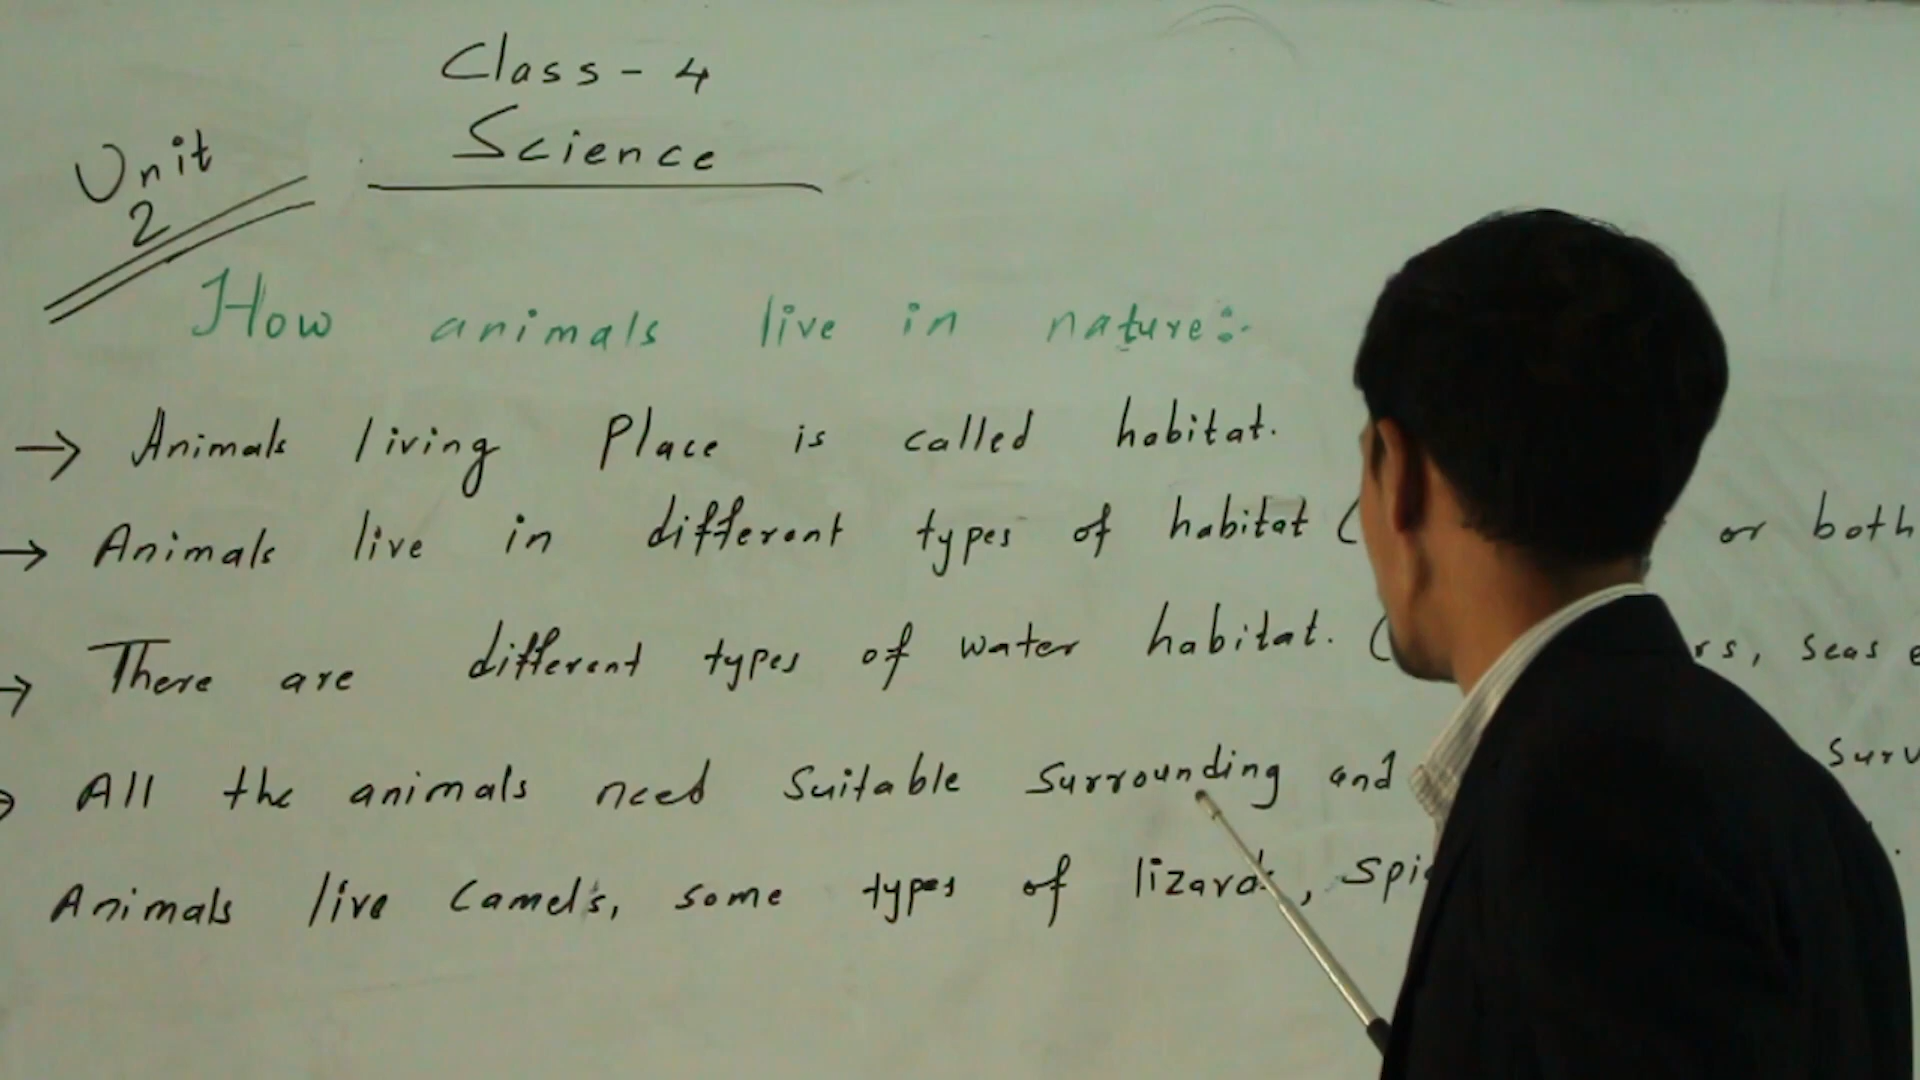 Class - 4
Science
Unit
2
How animals live in nature:-
→ Animals living Place is called habitat.
→ Animals live in different types of habitat ( or both
→ There are different types of water habitat. ( rs, seas
→ All the animals need Suitable Surrounding and Surv
Animals live Camels, some types of lizards, Spi